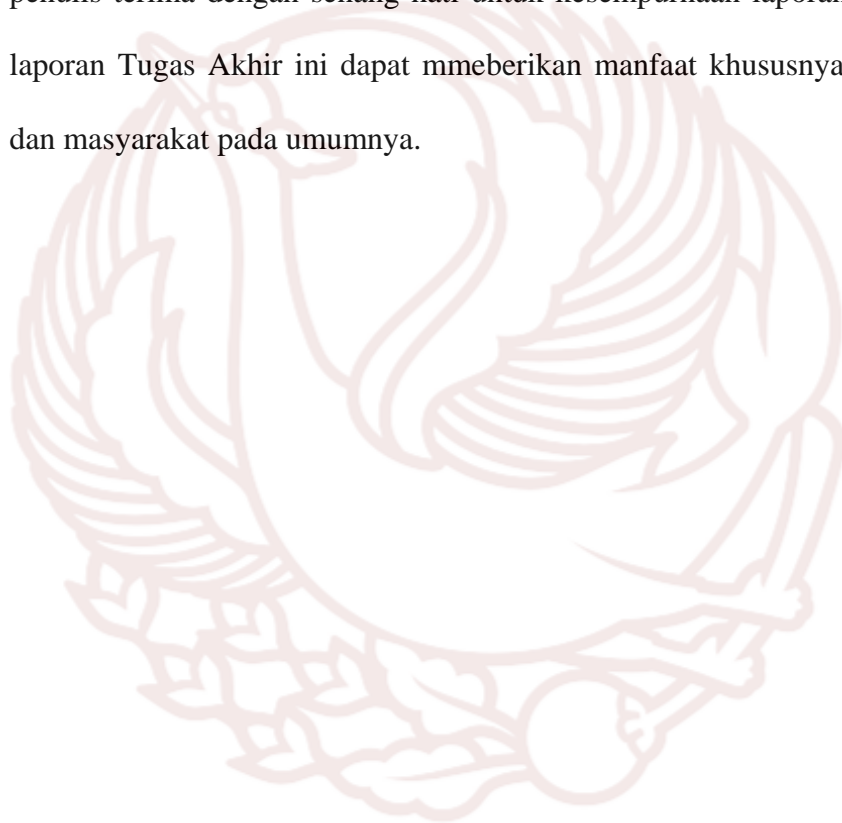 penulis terima dengan senang hati untuk kesempurnaan laporan
laporan Tugas Akhir ini dapat mmeberikan manfaat khususnya
dan masyarakat pada umumnya.